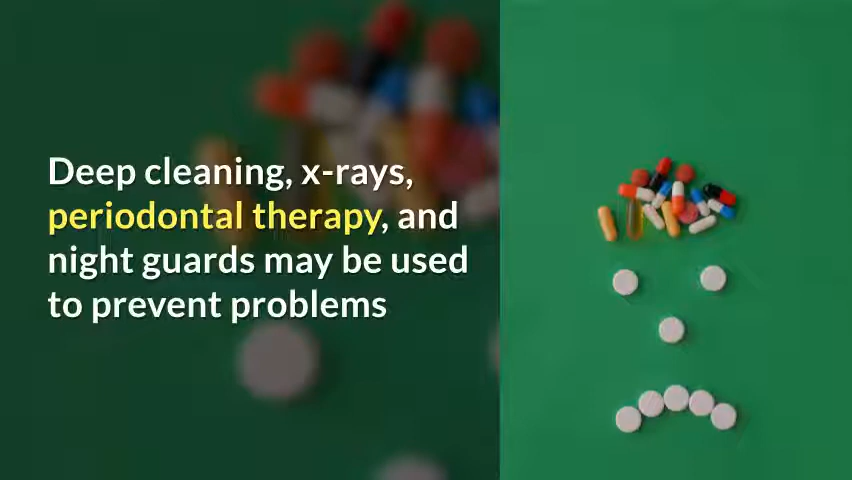 Deep cleaning, x-rays,
periodontal therapy, and
night guards may be used
to prevent problems